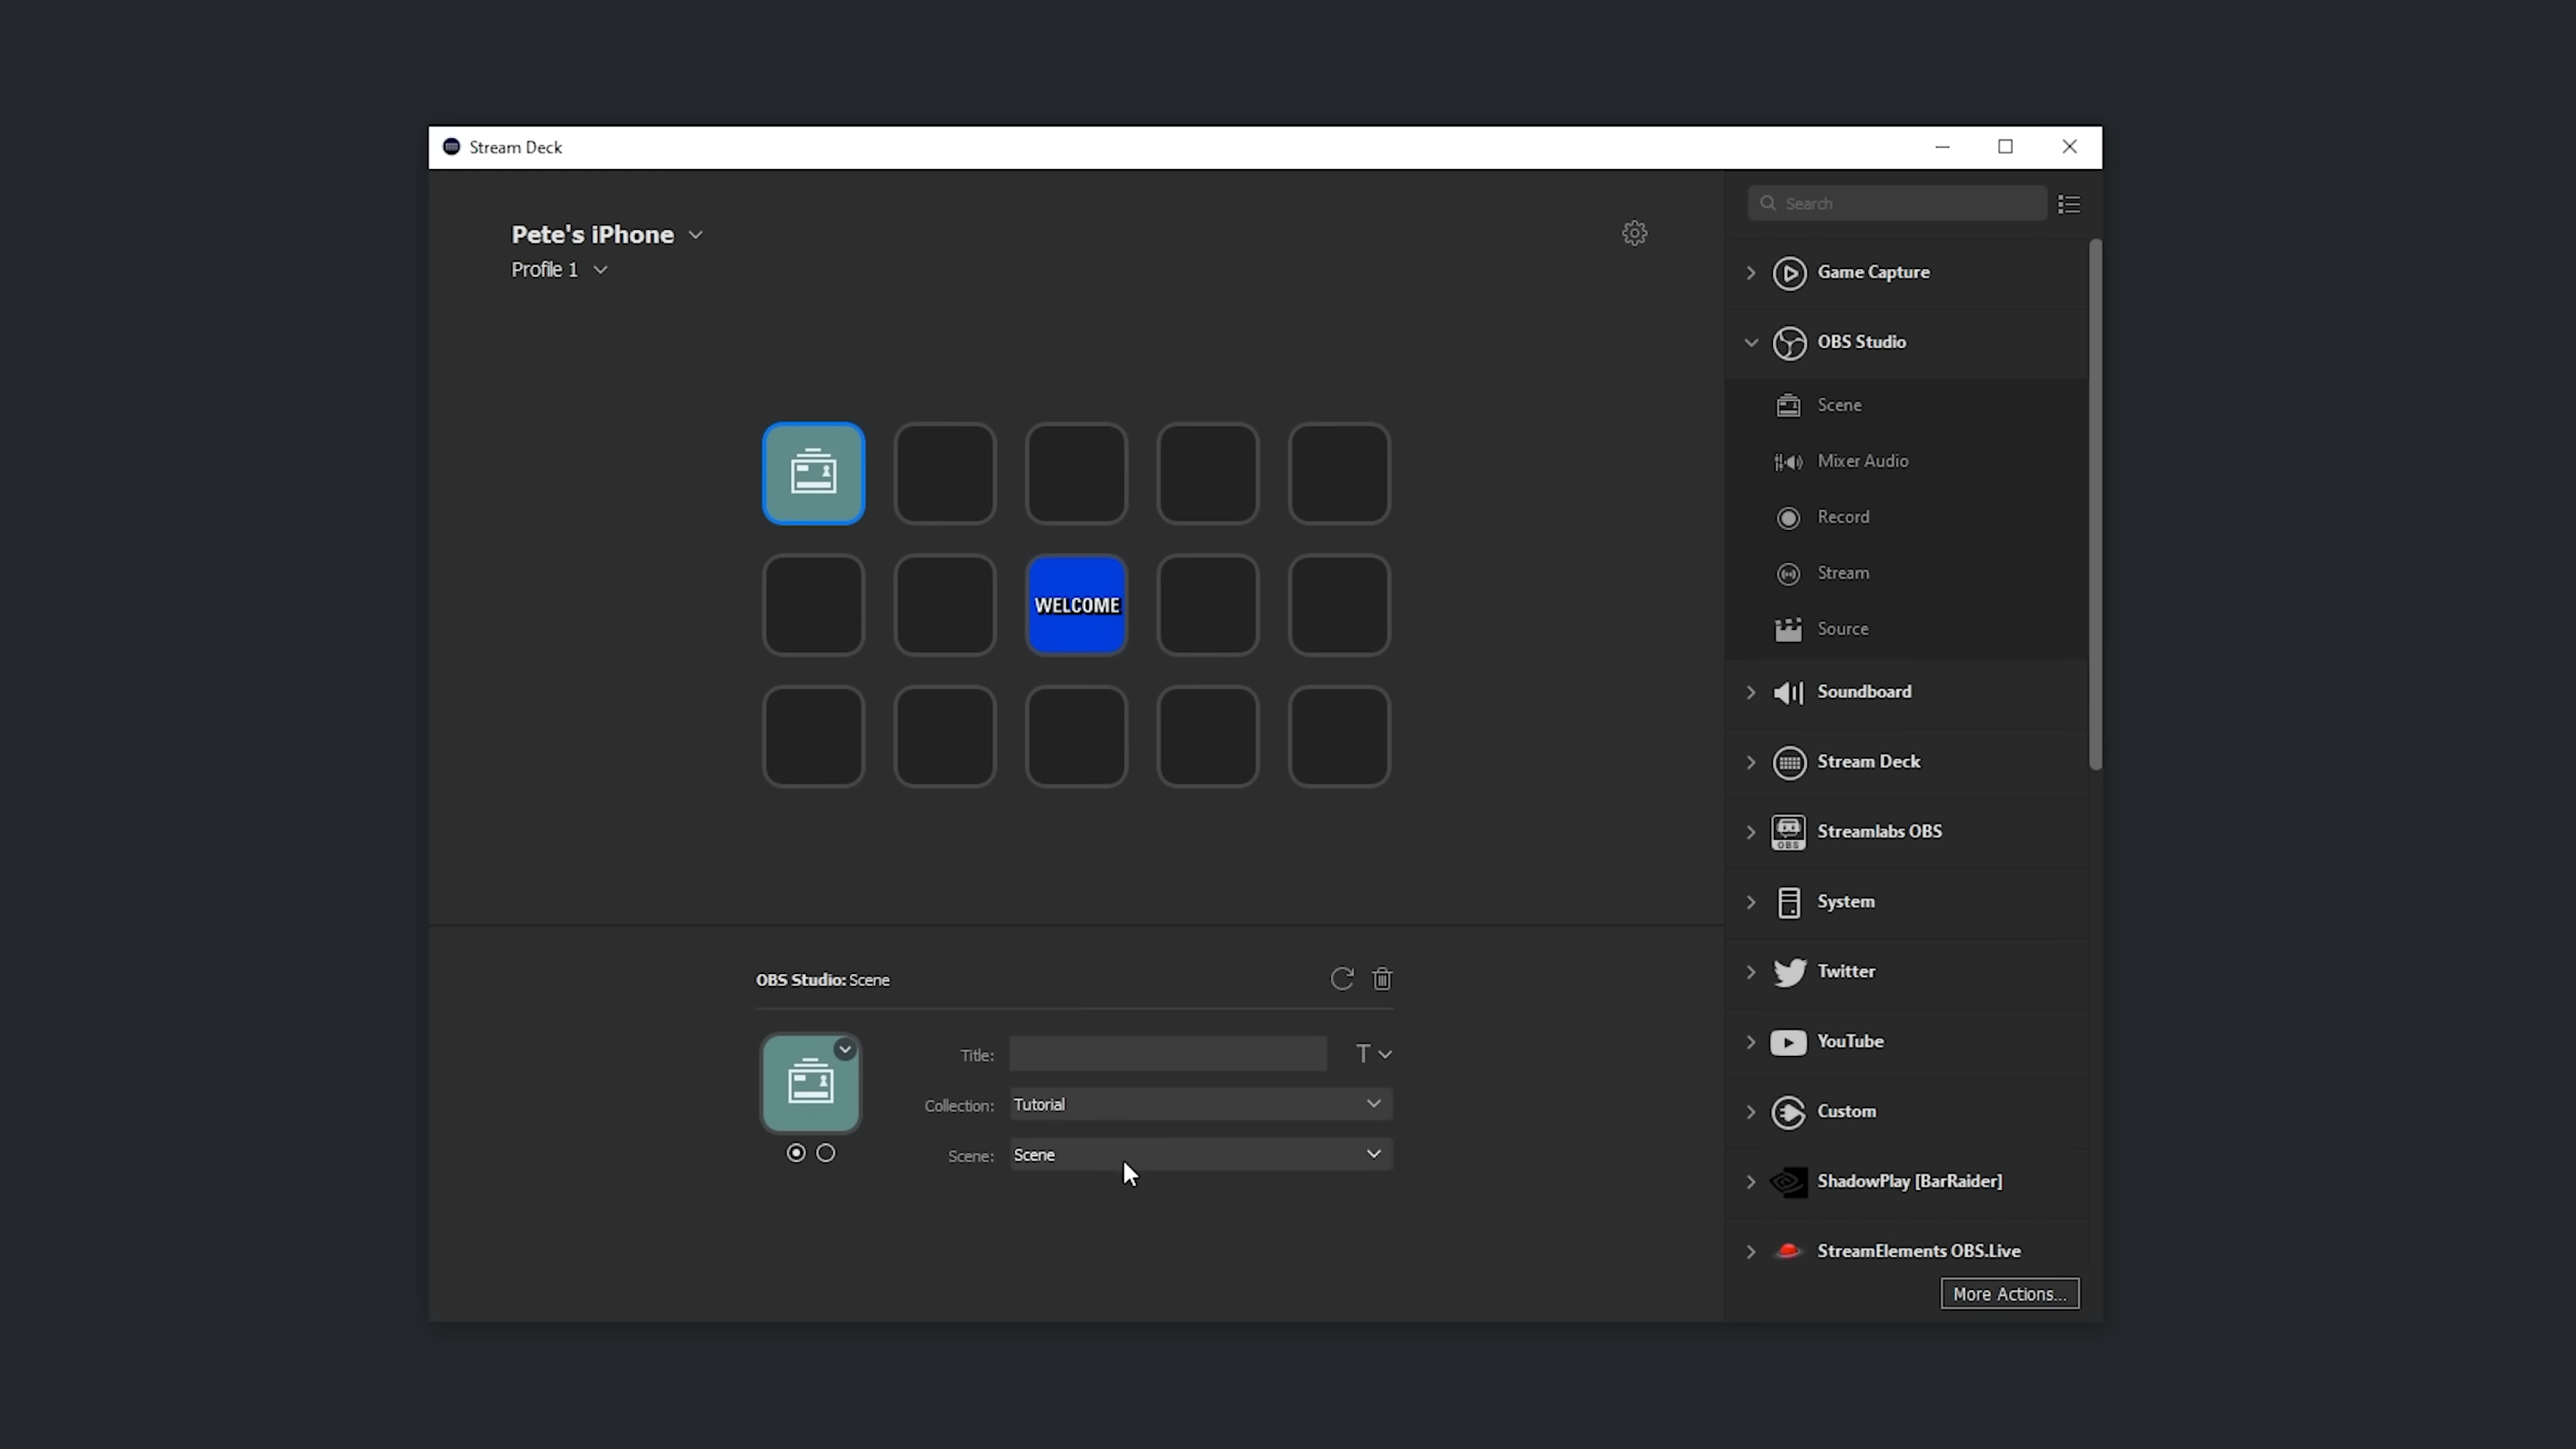 Stream Deck
Pete's iPhone
Profile 1
WELCOME
OBS Studio: Scene
Title:
T
Collection:
Tutorial
Scene:
Scene
Search
Game Capture
OBS Studio
Scene
Mixer Audio
Record
Stream
Source
Soundboard
Stream Deck
OBS
Streamlabs OBS
System
Twitter
YouTube
Custom
ShadowPlay [BarRaider]
StreamElements OBS.Live
More Actions...